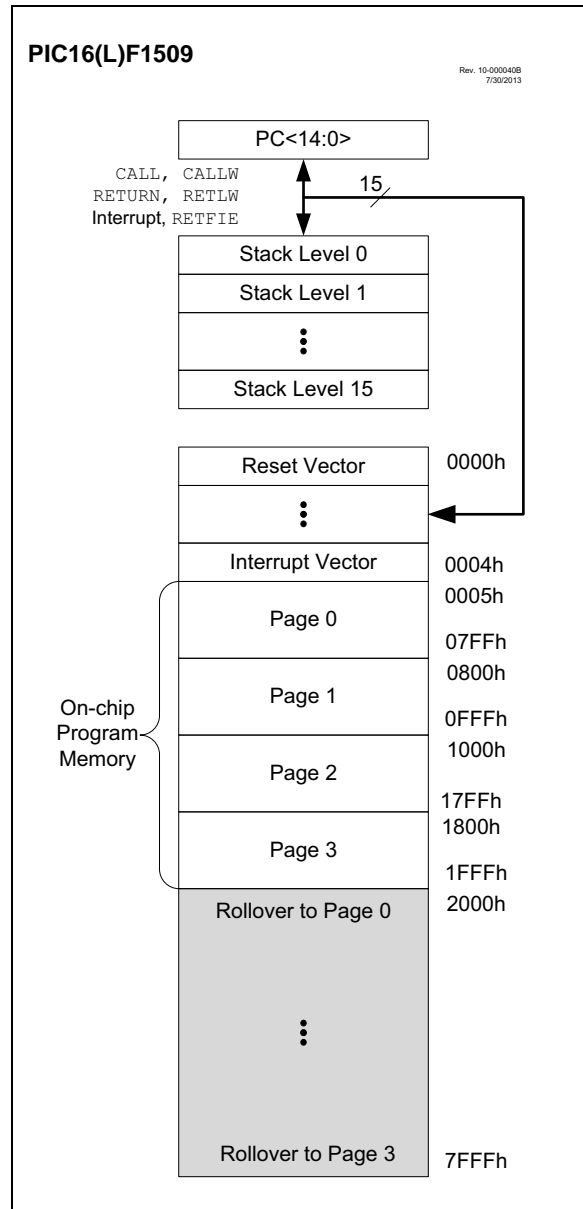 PIC16(L)F1509
Rev. 10-000040B
7/30/2013
PC<14:0>
CALL, CALLW
RETURN, RETLW
Interrupt, RETFIE
15
Stack Level 0
Stack Level 1
Stack Level 15
Reset Vector
0000h
Interrupt Vector
0004h
0005h
Page 0
07FFh
0800h
Page 1
0FFFh
On-chip
Program
Memory
1000h
Page 2
17FFh
1800h
Page 3
1FFFh
Rollover to Page 0
2000h
Rollover to Page 3
7FFFh